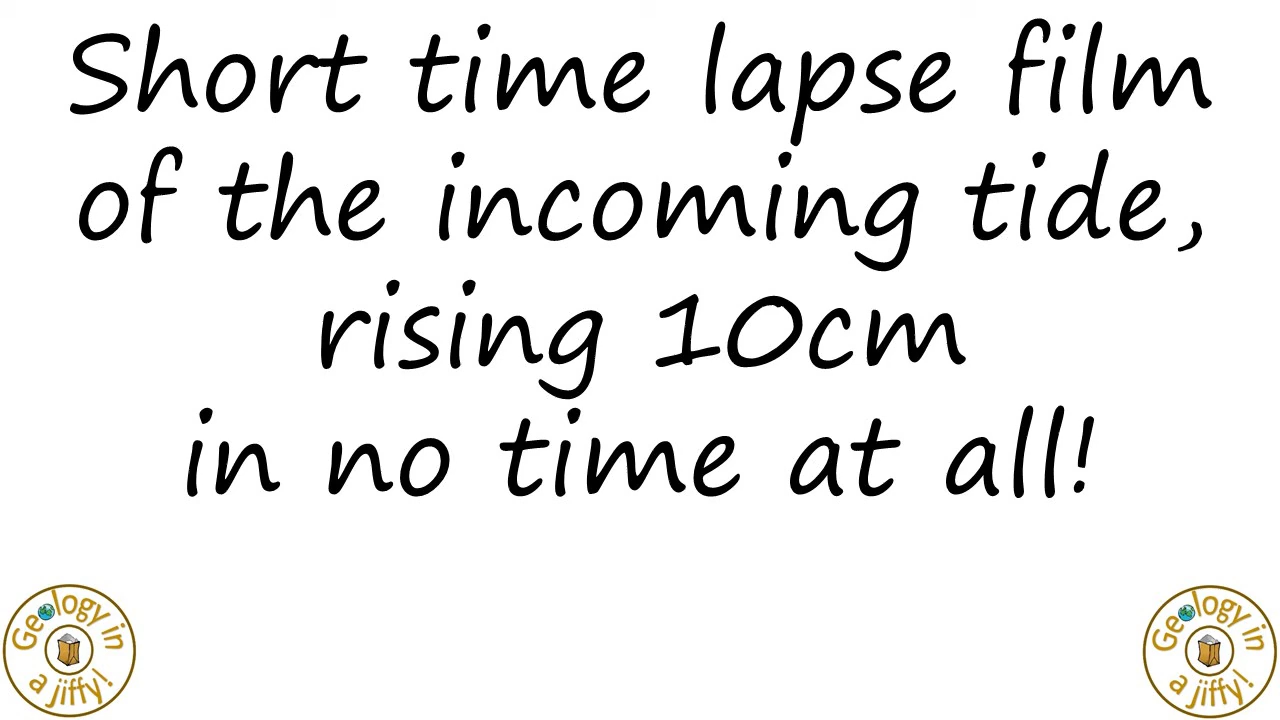 Short time lapse film
of the incoming tide,
rising 10cm
in no time at all!
Geology in
a jiffy!
Geology in
a jiffy!